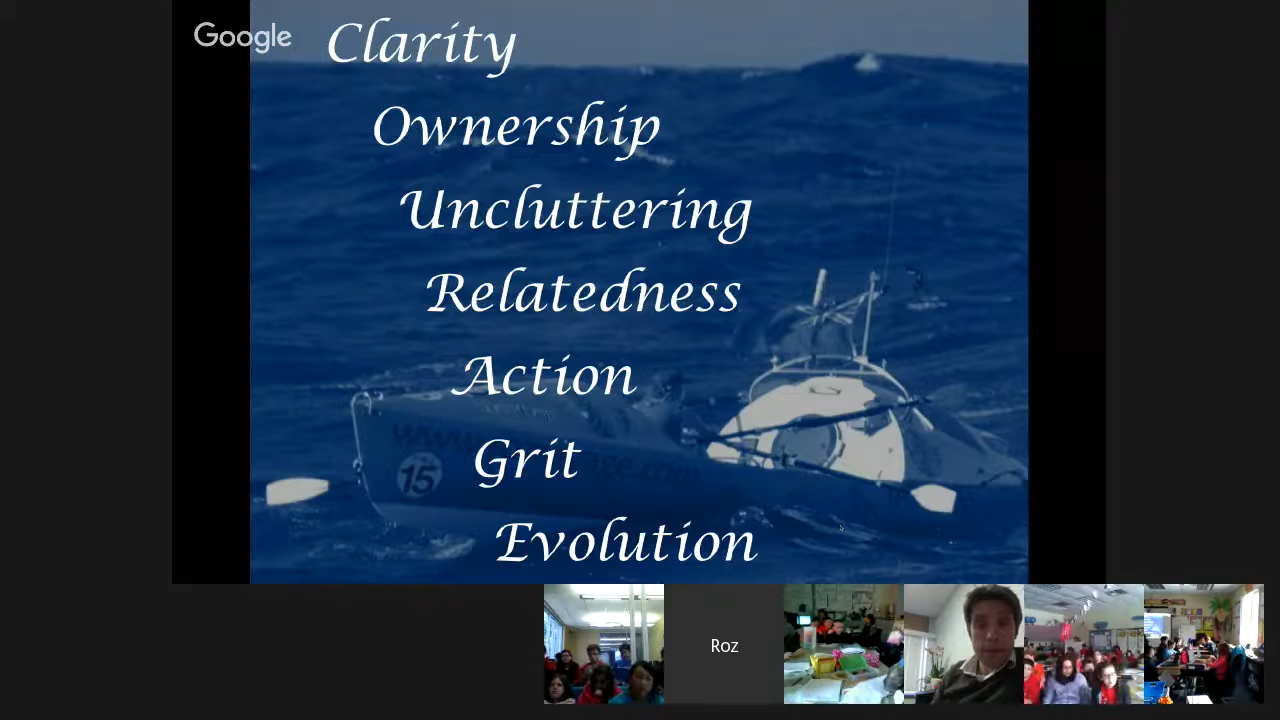 Google
Clarity
Ownership
Uncluttering
Relatedness
Action
Grit
Evolution
15
Roz